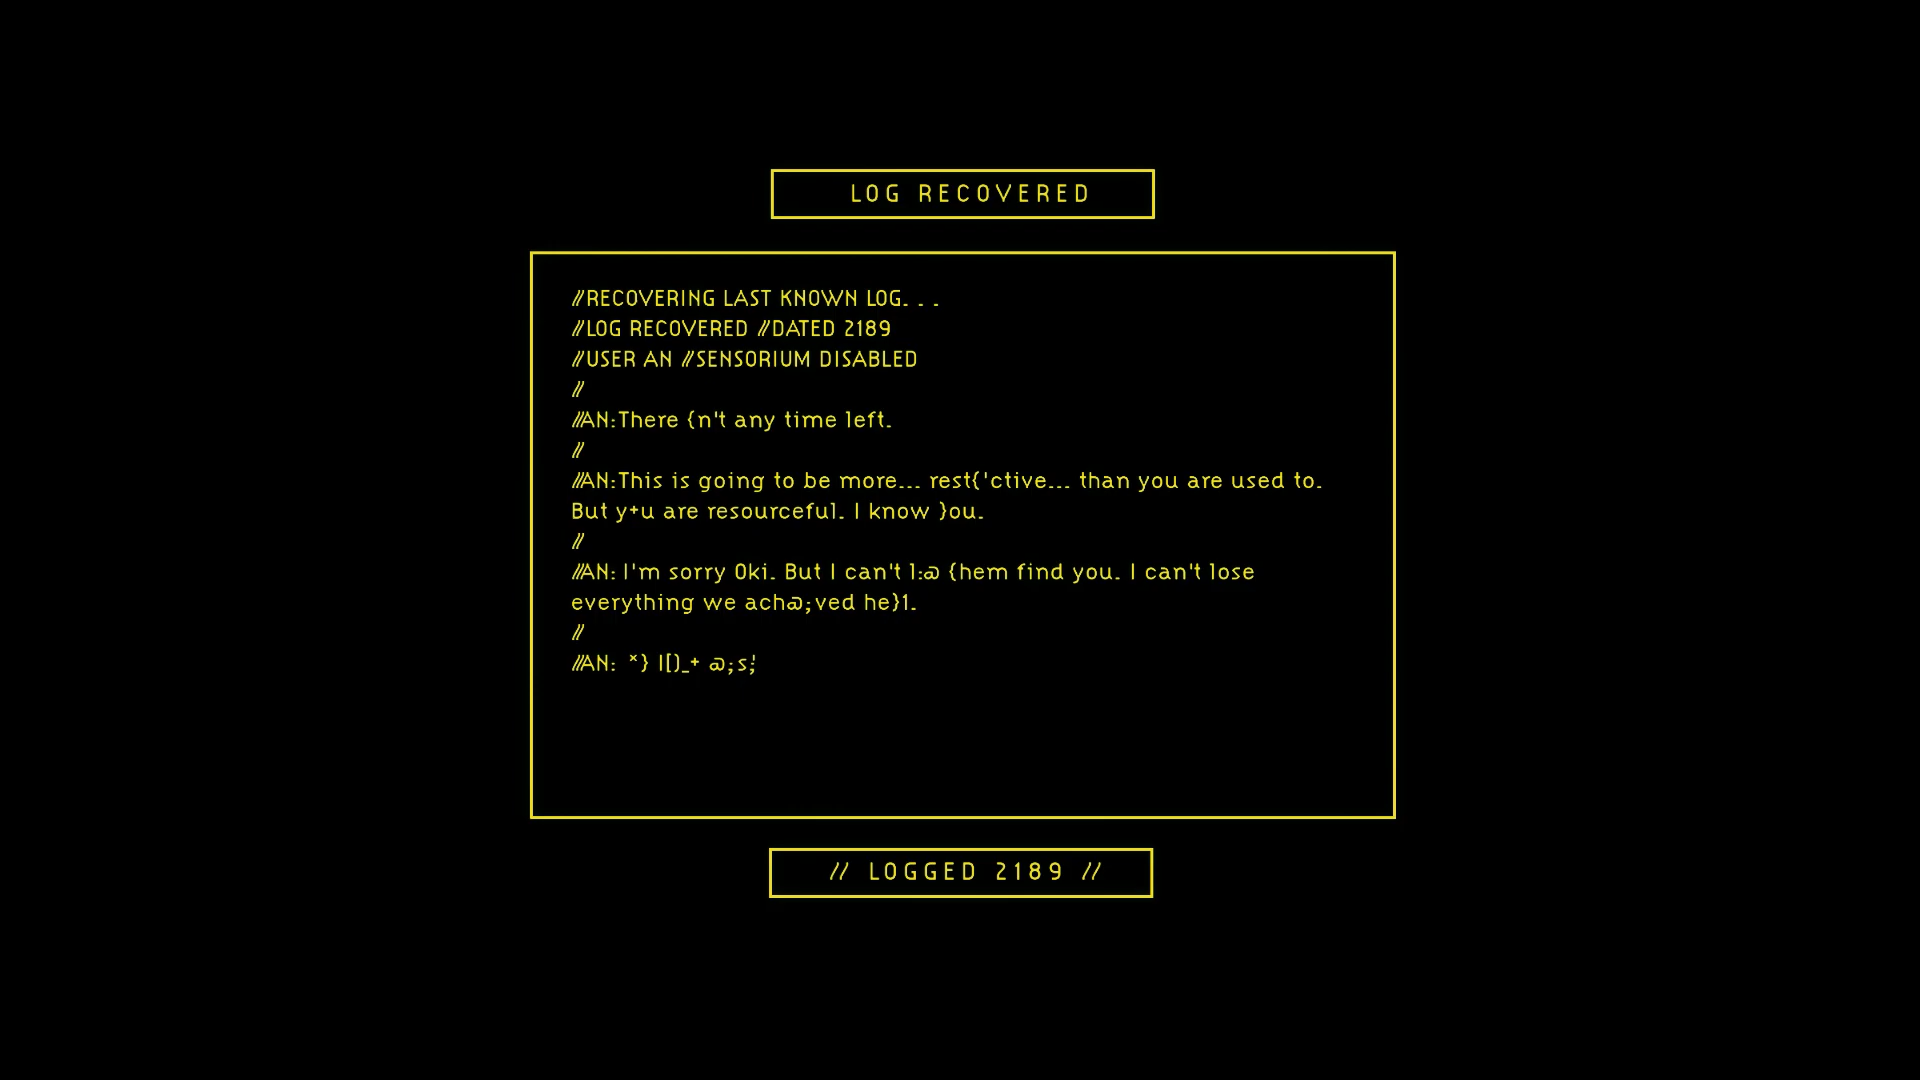 LOG RECOVERED
//RECOVERING LAST KNOWN LOG. . .
//LOG RECOVERED //DATED 2189
//USER AN //SENSORIUM DISABLED
//
//AN:There {n't any time left.
//
//AN:This is going to be more... rest{'ctive... than you are used to.
But y+u are resourceful. I know }ou.
//
//AN: I'm sorry Oki. But I can't l:@ {hem find you. I can't lose
everything we ach@;ved he}1.
//
//AN: *} I[)_+ @;s;'
// LOGGED 2189 //